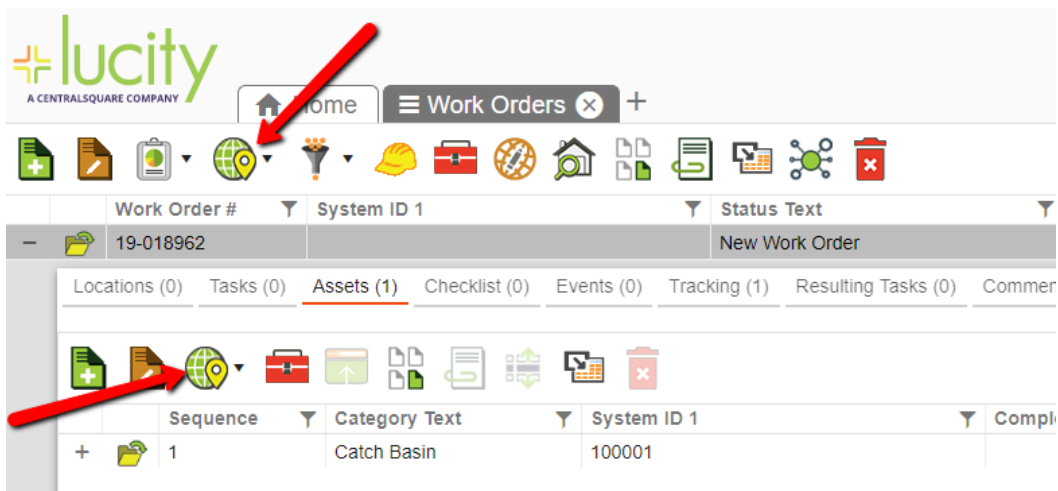 lucity
A CENTRALSQUARE COMPANY
Home Work Orders +
Work Order # System ID 1 Status Text
19-018962 New Work Order
Locations (0) Tasks (0) Assets (1) Checklist (0) Events (0) Tracking (1) Resulting Tasks (0) Commen
Sequence Category Text System ID 1 Comple
1 Catch Basin 100001